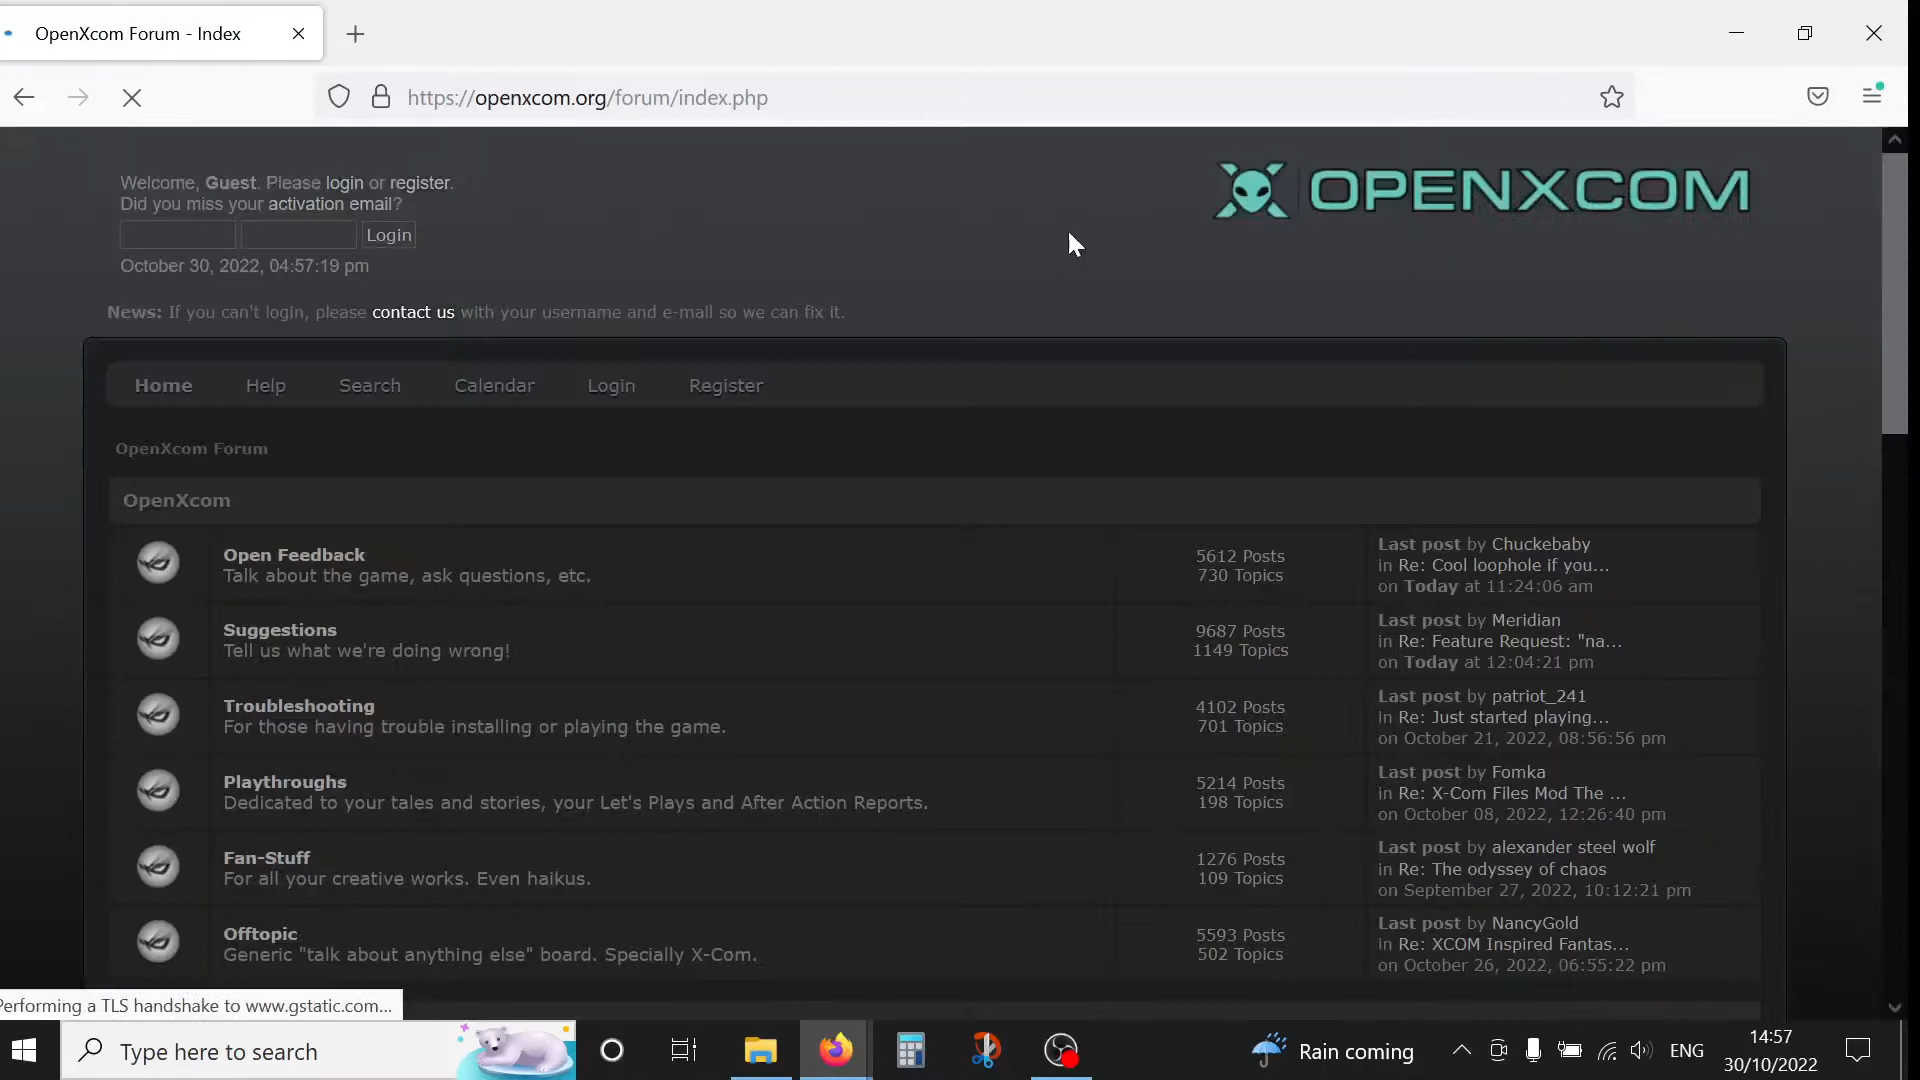 OpenXcom Forum - Index
https://openxcom.org/forum/index.php
Welcome, Guest. Please login or register.
Did you miss your activation email?
Login
October 30, 2022, 04:57:19 pm
OPENXCOM
News: If you can't login, please contact us with your username and e-mail so we can fix it.
Home Help Search Calendar Login Register
OpenXcom Forum
OpenXcom
Open Feedback
Talk about the game, ask questions, etc.
5612 Posts
730 Topics
Last post by Chuckebaby
in Re: Cool loophole if you...
on Today at 11:24:06 am
Suggestions
Tell us what we're doing wrong!
9687 Posts
1149 Topics
Last post by Meridian
in Re: Feature Request: "na...
on Today at 12:04:21 pm
Troubleshooting
For those having trouble installing or playing the game.
4102 Posts
701 Topics
Last post by patriot_241
in Re: Just started playing...
on October 21, 2022, 08:56:56 pm
Playthroughs
Dedicated to your tales and stories, your Let's Plays and After Action Reports.
5214 Posts
198 Topics
Last post by Fomka
in Re: X-Com Files Mod The ...
on October 08, 2022, 12:26:40 pm
Fan-Stuff
For all your creative works. Even haikus.
1276 Posts
109 Topics
Last post by alexander steel wolf
in Re: The odyssey of chaos
on September 27, 2022, 10:12:21 pm
Offtopic
Generic "talk about anything else" board. Specially X-Com.
5593 Posts
502 Topics
Last post by NancyGold
in Re: XCOM Inspired Fantas...
on October 26, 2022, 06:55:22 pm
Performing a TLS handshake to www.gstatic.com...
Type here to search
Rain coming
ENG
14:57
30/10/2022